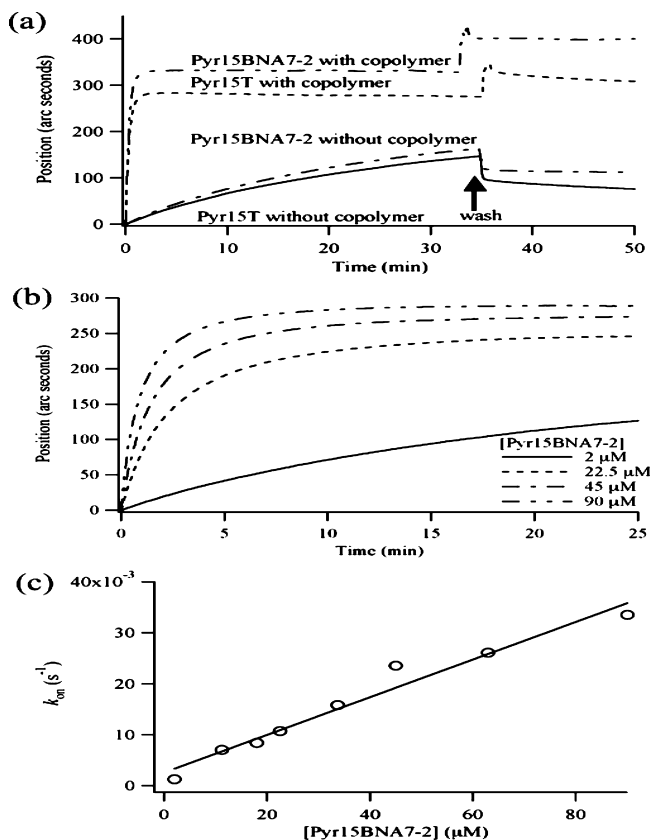 (a)
400
300
200
100
0
Position (arc seconds)
Pyr15BNA7-2 with copolymer
Pyr15T with copolymer
Pyr15BNA7-2 without copolymer
Pyr15T without copolymer
wash
0
10
20
30
40
50
Time (min)
(b)
300
250
200
150
100
50
0
Position (arc seconds)
[Pyr15BNA7-2]
2 μM
22.5 μM
45 μM
90 μM
0
5
10
15
20
25
Time (min)
(c)
40x10-3
30
20
10
0
kon (s-1)
0
20
40
60
80
[Pyr15BNA7-2] (μM)